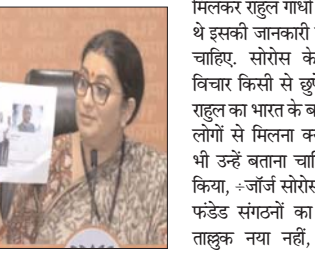 मिलकर राहुल गांधी
थे इसकी जानकारी
चाहिए. सोरोस के
विचार किसी से छुपे
राहुल का भारत के ब
लोगों से मिलना क
भी उन्हें बताना चाहि
किया, ÷जॉर्ज सोरोस
फंडेड संगठनों का
ताल्लुक नया नहीं,